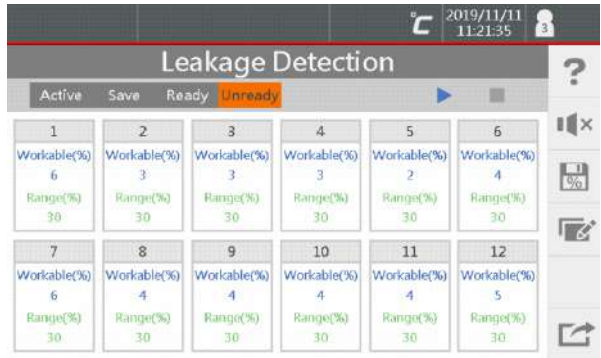 °C 2019/11/11
11:21:35 3
Leakage Detection
Active Save Ready Unready
1 2 3 4 5 6
Workable(%) Workable(%) Workable(%) Workable(%) Workable(%) Workable(%)
6 3 3 3 2 4
Range(%) Range(%) Range(%) Range(%) Range(%) Range(%)
30 30 30 30 30 30
7 8 9 10 11 12
Workable(%) Workable(%) Workable(%) Workable(%) Workable(%) Workable(%)
6 4 4 4 4 5
Range(%) Range(%) Range(%) Range(%) Range(%) Range(%)
30 30 30 30 30 30
?
%